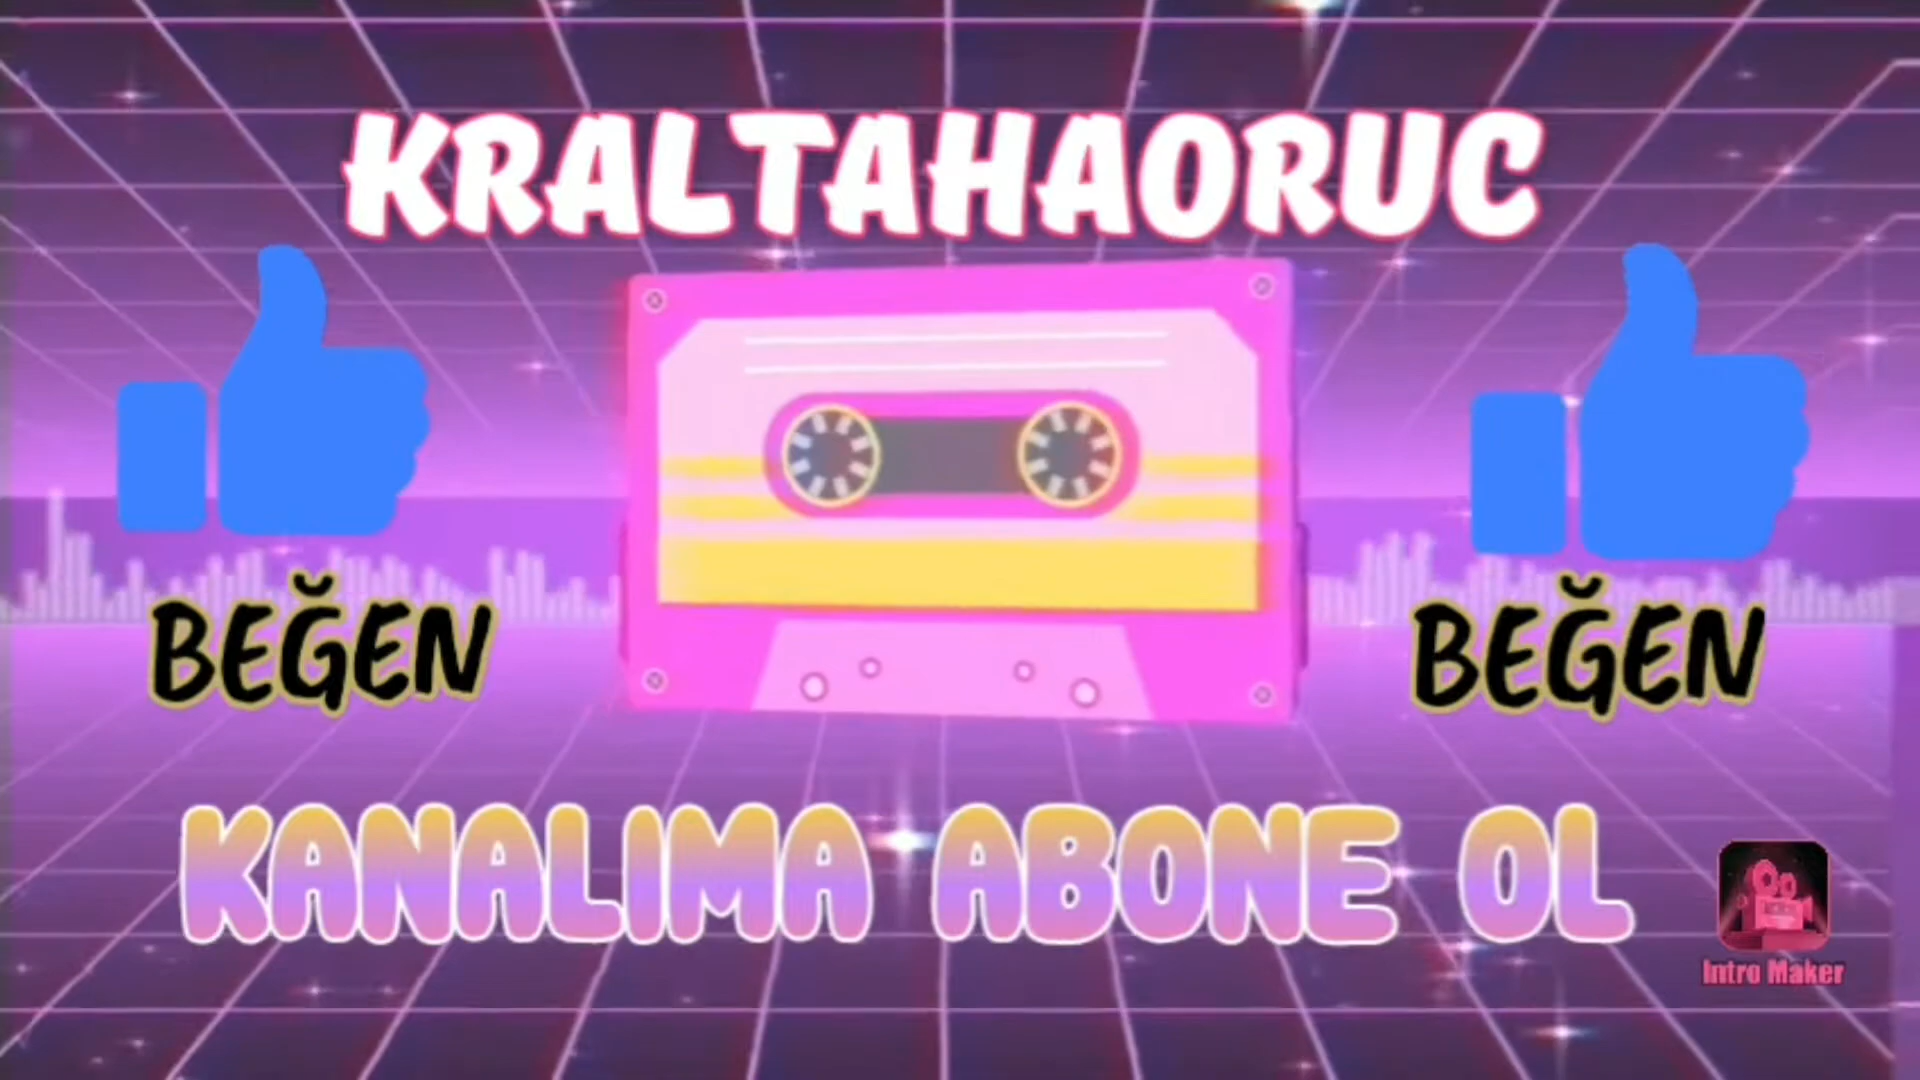 KRALTAHAORUC
BEĞEN
BEĞEN
KANALIMA ABONE OL
Intro Maker